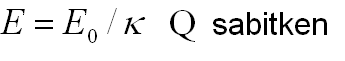 E = E₀ / κ Q sabitken